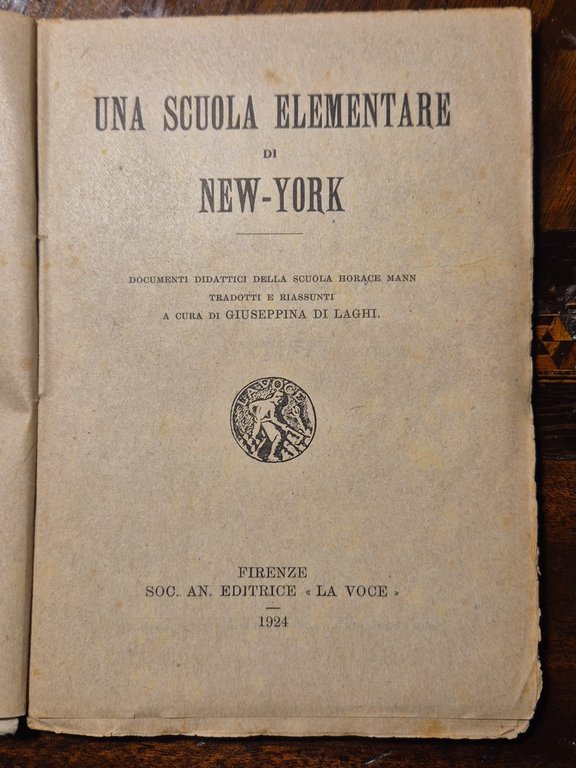 UNA SCUOLA ELEMENTARE
DI
NEW-YORK
DOCUMENTI DIDATTICI DELLA SCUOLA HORACE MANN
TRADOTTI E RIASSUNTI
A CURA DI GIUSEPPINA DI LAGHI.
LA VOCE
FIRENZE
SOC. AN. EDITRICE « LA VOCE »
1924